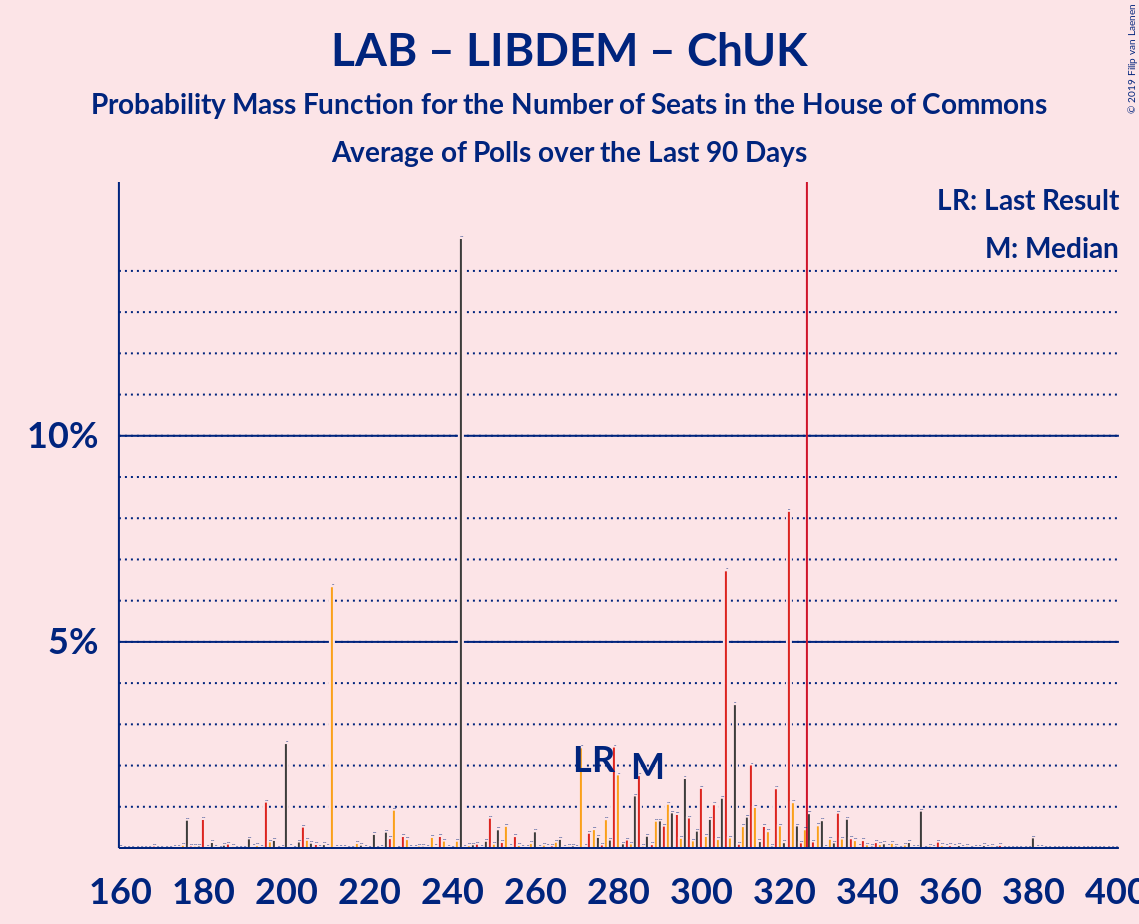 LAB – LIBDEM – ChUK
Probability Mass Function for the Number of Seats in the House of Commons
Average of Polls over the Last 90 Days
© 2019 Filip van Laenen
LR: Last Result
M: Median
10%
5%
LR M
160 180 200 220 240 260 280 300 320 340 360 380 400